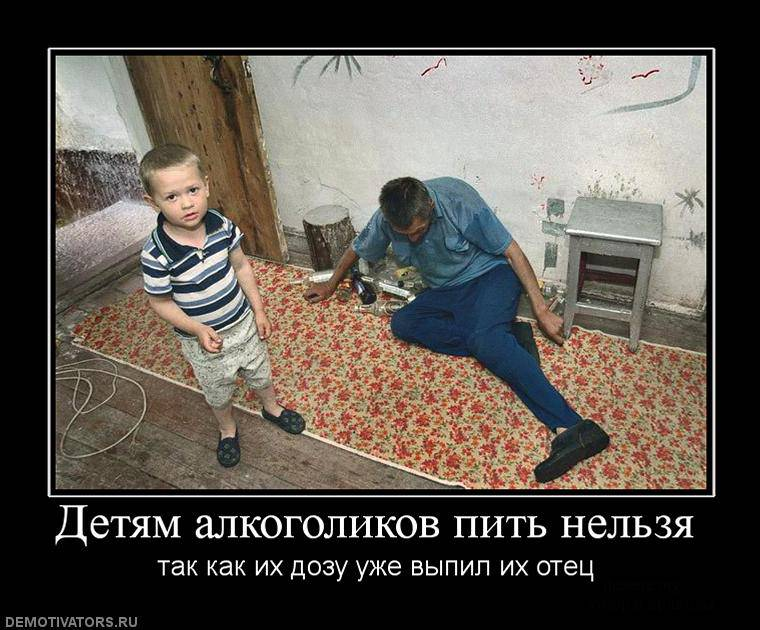 Детям алкоголиков пить нельзя
так как их дозу уже выпил их отец
DEMOTIVATORS.RU